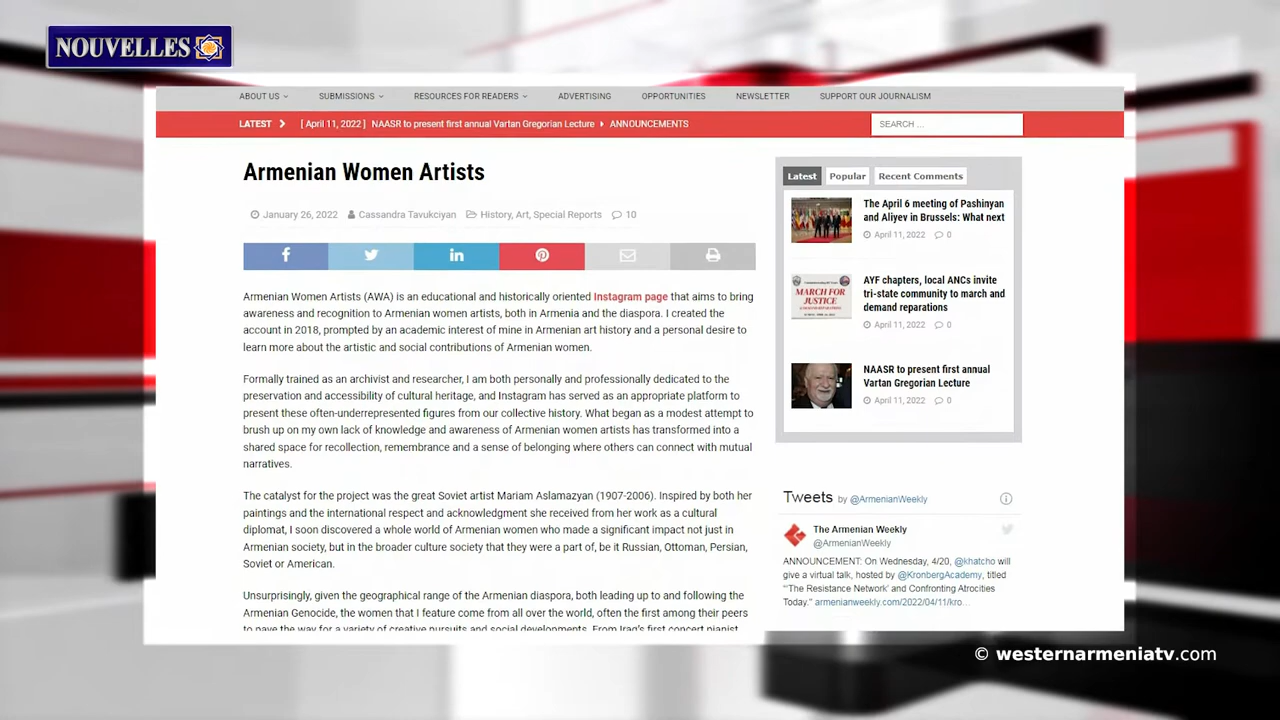 NOUVELLES
ABOUT US
SUBMISSIONS
RESOURCES FOR READERS
ADVERTISING
OPPORTUNITIES
NEWSLETTER
SUPPORT OUR JOURNALISM
LATEST
[ April 11, 2022 ] NAASR to present first annual Vartan Gregorian Lecture
ANNOUNCEMENTS
SEARCH ...
Armenian Women Artists
January 26, 2022
Cassandra Tavukciyan
History, Art, Special Reports
10
Armenian Women Artists (AWA) is an educational and historically oriented Instagram page that aims to bring
awareness and recognition to Armenian women artists, both in Armenia and the diaspora. I created the
account in 2018, prompted by an academic interest of mine in Armenian art history and a personal desire to
learn more about the artistic and social contributions of Armenian women.
Formally trained as an archivist and researcher, I am both personally and professionally dedicated to the
preservation and accessibility of cultural heritage, and Instagram has served as an appropriate platform to
present these often-underrepresented figures from our collective history. What began as a modest attempt to
brush up on my own lack of knowledge and awareness of Armenian women artists has transformed into a
shared space for recollection, remembrance and a sense of belonging where others can connect with mutual
narratives.
The catalyst for the project was the great Soviet artist Mariam Aslamazyan (1907-2006). Inspired by both her
paintings and the international respect and acknowledgment she received from her work as a cultural
diplomat, I soon discovered a whole world of Armenian women who made a significant impact not just in
Armenian society, but in the broader culture society that they were a part of, be it Russian, Ottoman, Persian,
Soviet or American.
Unsurprisingly, given the geographical range of the Armenian diaspora, both leading up to and following the
Armenian Genocide, the women that I feature come from all over the world, often the first among their peers
to pave the way for a variety of creative pursuits and social developments. From Iraq's first concert pianist
Latest
Popular
Recent Comments
The April 6 meeting of Pashinyan
and Aliyev in Brussels: What next
April 11, 2022
0
MARCH FOR
JUSTICE
AYF chapters, local ANCs invite
tri-state community to march and
demand reparations
April 11, 2022
0
NAASR to present first annual
Vartan Gregorian Lecture
April 11, 2022
0
Tweets by @ArmenianWeekly
The Armenian Weekly
@ArmenianWeekly
ANNOUNCEMENT: On Wednesday, 4/20, @khatcho will
give a virtual talk, hosted by @KronbergAcademy, titled
"'The Resistance Network' and Confronting Atrocities
Today." armenianweekly.com/2022/04/11/kro...
© westernarmeniatv.com